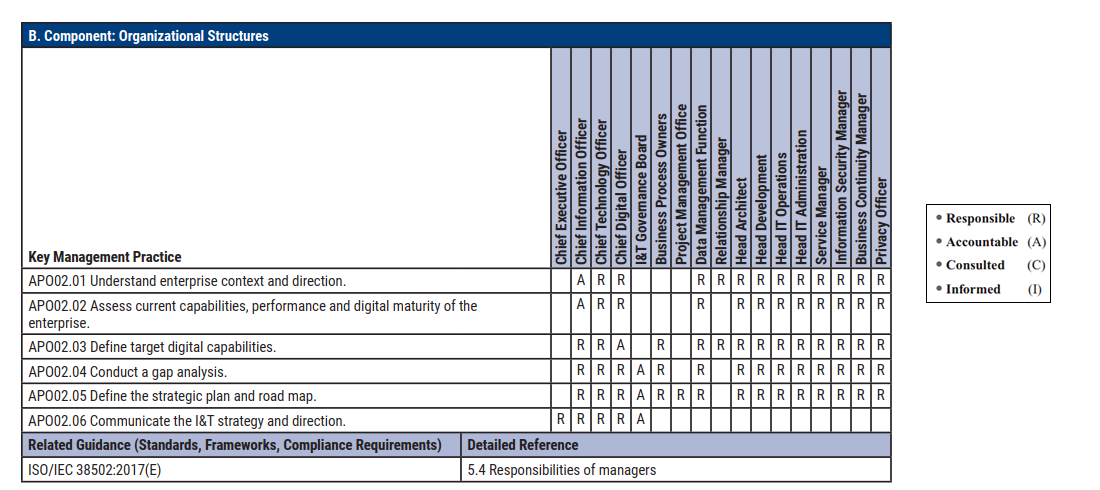 B. Component: Organizational Structures
Key Management Practice
Chief Executive Officer
Chief Information Officer
Chief Technology Officer
Chief Digital Officer
I&T Governance Board
Business Process Owners
Project Management Office
Data Management Function
Relationship Manager
Head Architect
Head Development
Head IT Operations
Head IT Administration
Service Manager
Information Security Manager
Business Continuity Manager
Privacy Officer
APO02.01 Understand enterprise context and direction. A R R R R R R R R R R R R
APO02.02 Assess current capabilities, performance and digital maturity of the
enterprise. A R R R R R R R R R R R
APO02.03 Define target digital capabilities. R R A R R R R R R R R R R R
APO02.04 Conduct a gap analysis. R R R A R R R R R R R R R R
APO02.05 Define the strategic plan and road map. R R R A R R R R R R R R R R R
APO02.06 Communicate the I&T strategy and direction. R R R R A
Related Guidance (Standards, Frameworks, Compliance Requirements) Detailed Reference
ISO/IEC 38502:2017(E) 5.4 Responsibilities of managers
• Responsible (R)
• Accountable (A)
• Consulted (C)
• Informed (I)